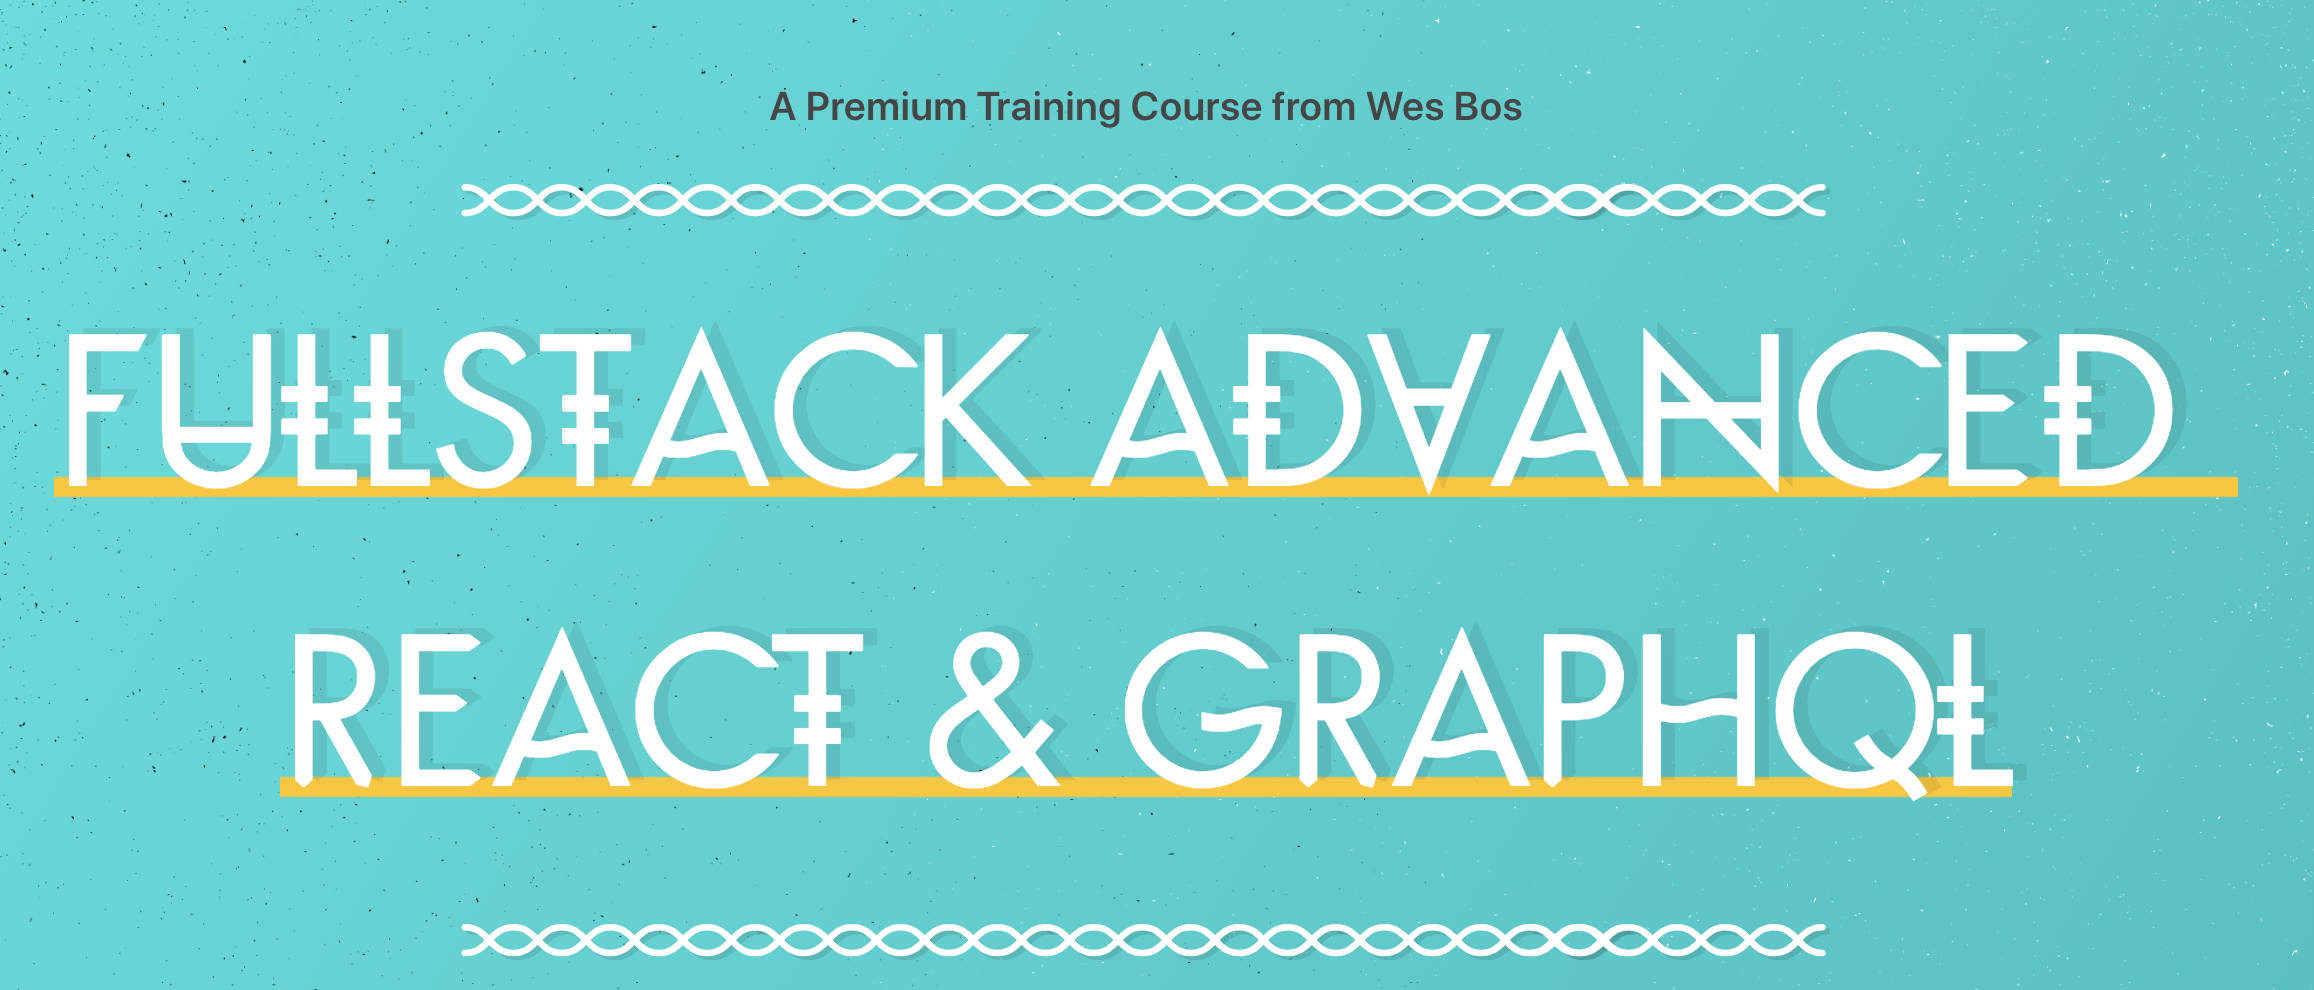 A Premium Training Course from Wes Bos
FULLSTACK ADVANCED
REACT & GRAPHQL